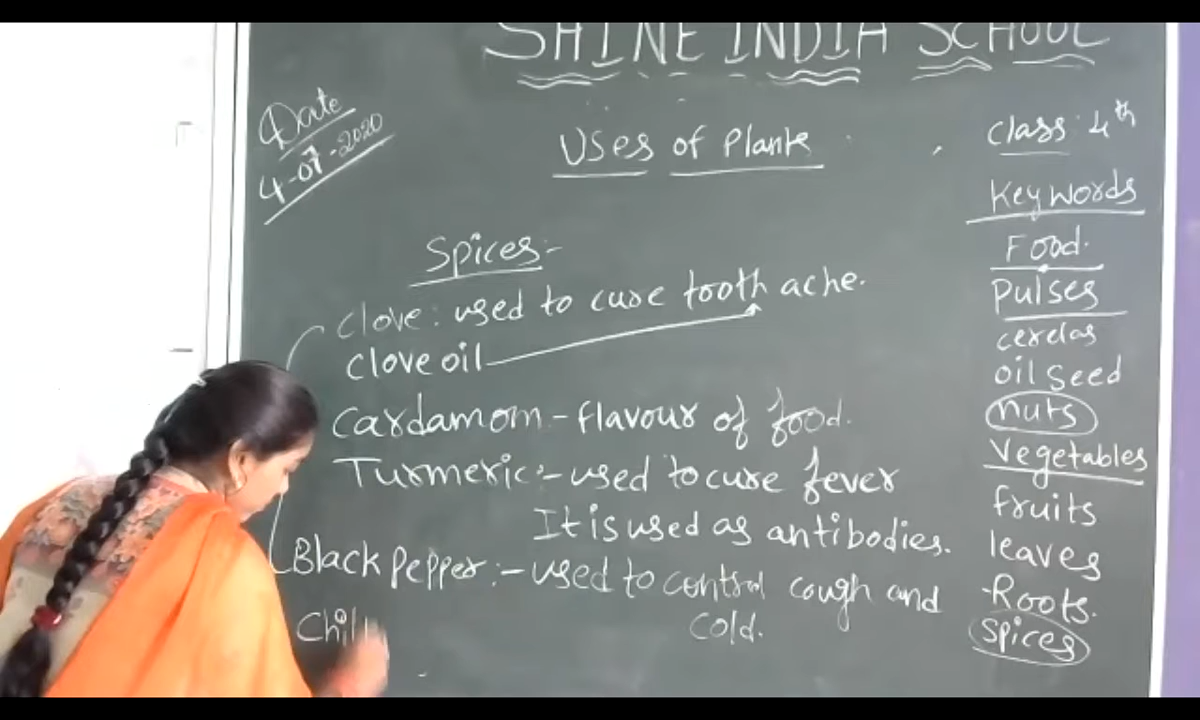 SHINE INDIA SCHOOL
Date
4-07-2020
Uses of Plants
Class 4th
Key words
Food.
Pulses
cerelas
oil seed
nuts
Vegetables
fruits
leaves
-Roots.
Spices
Spices:-
Clove: used to cure tooth ache.
Clove oil
Cardamom - flavour of food.
Turmeric:- used to cure fever
It is used as antibodies.
Black Pepper:- used to control cough and
Cold.
Chill